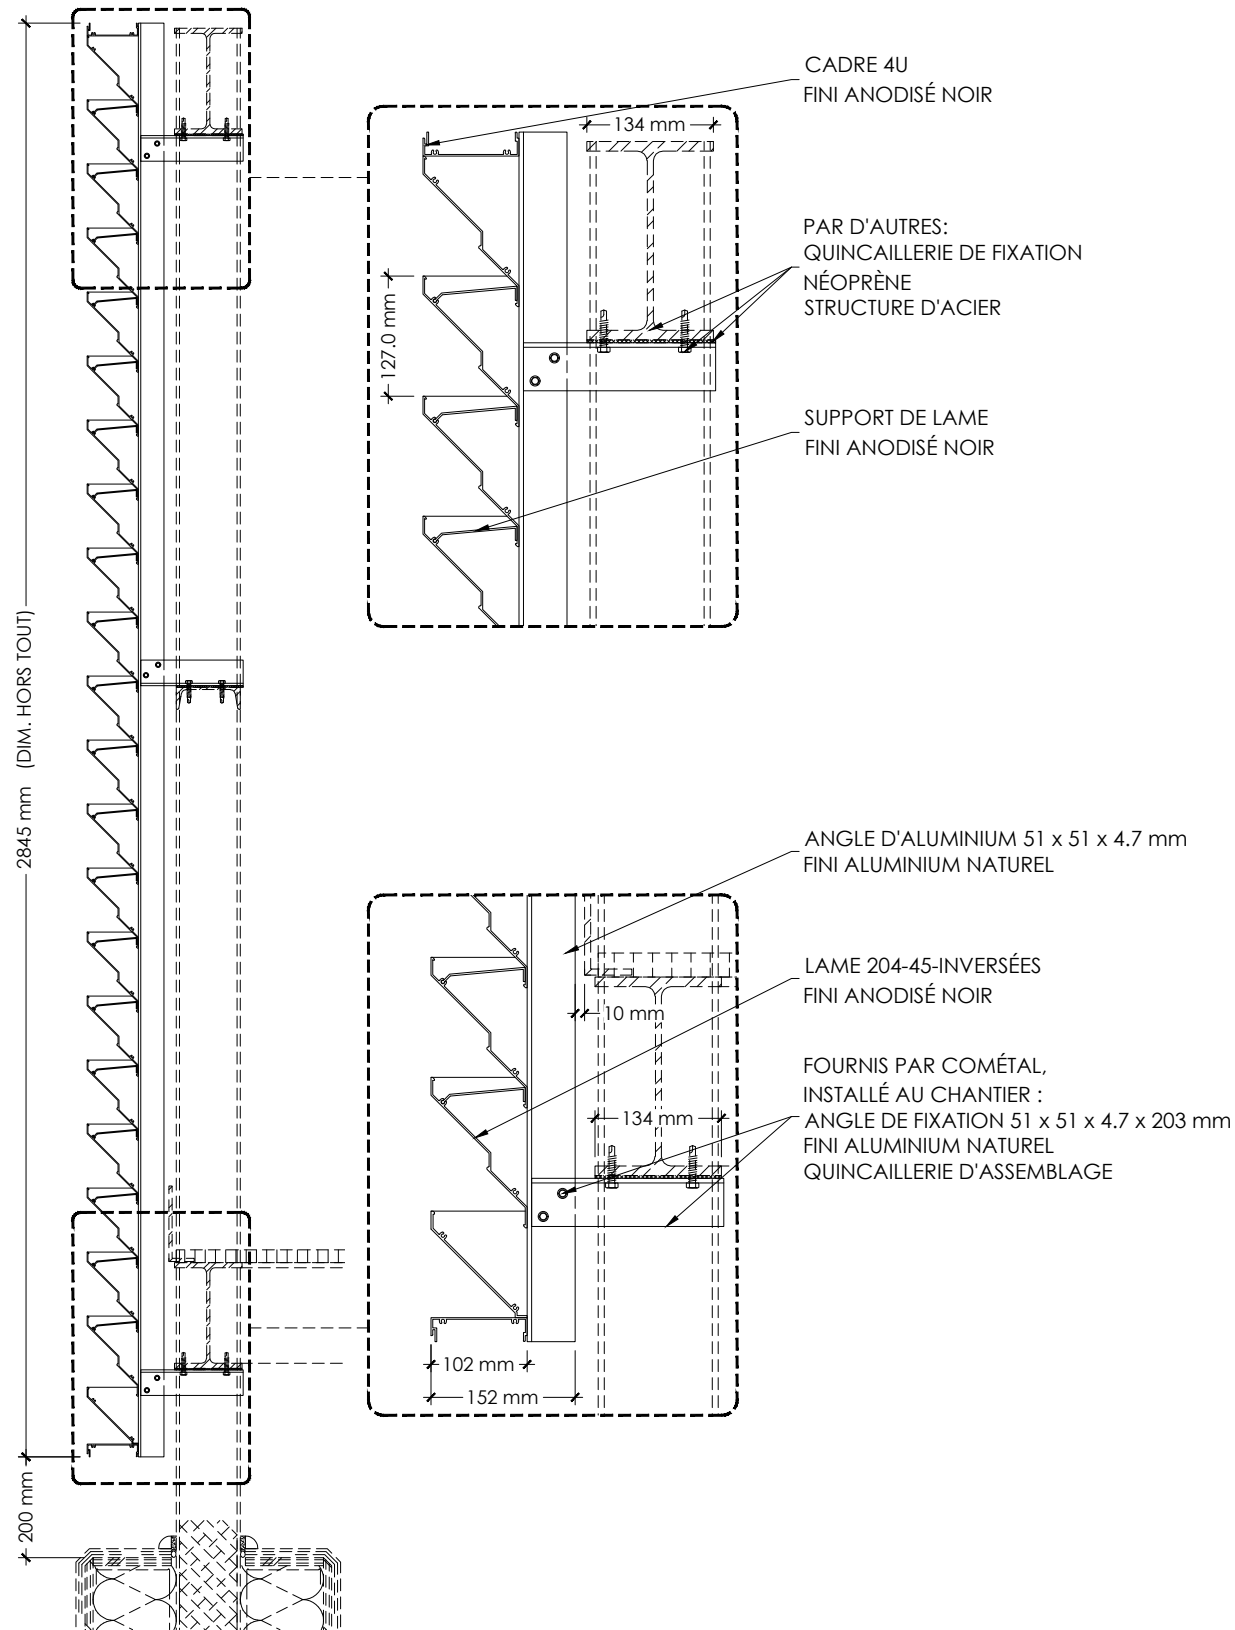 CADRE 4U
FINI ANODISÉ NOIR
134 mm
PAR D'AUTRES:
QUINCAILLERIE DE FIXATION
NÉOPRÈNE
STRUCTURE D'ACIER
127.0 mm
SUPPORT DE LAME
FINI ANODISÉ NOIR
2845 mm (DIM. HORS TOUT)
ANGLE D'ALUMINIUM 51 x 51 x 4.7 mm
FINI ALUMINIUM NATUREL
LAME 204-45-INVERSÉES
FINI ANODISÉ NOIR
10 mm
FOURNIS PAR COMÉTAL,
INSTALLÉ AU CHANTIER :
ANGLE DE FIXATION 51 x 51 x 4.7 x 203 mm
FINI ALUMINIUM NATUREL
QUINCAILLERIE D'ASSEMBLAGE
134 mm
102 mm
152 mm
200 mm